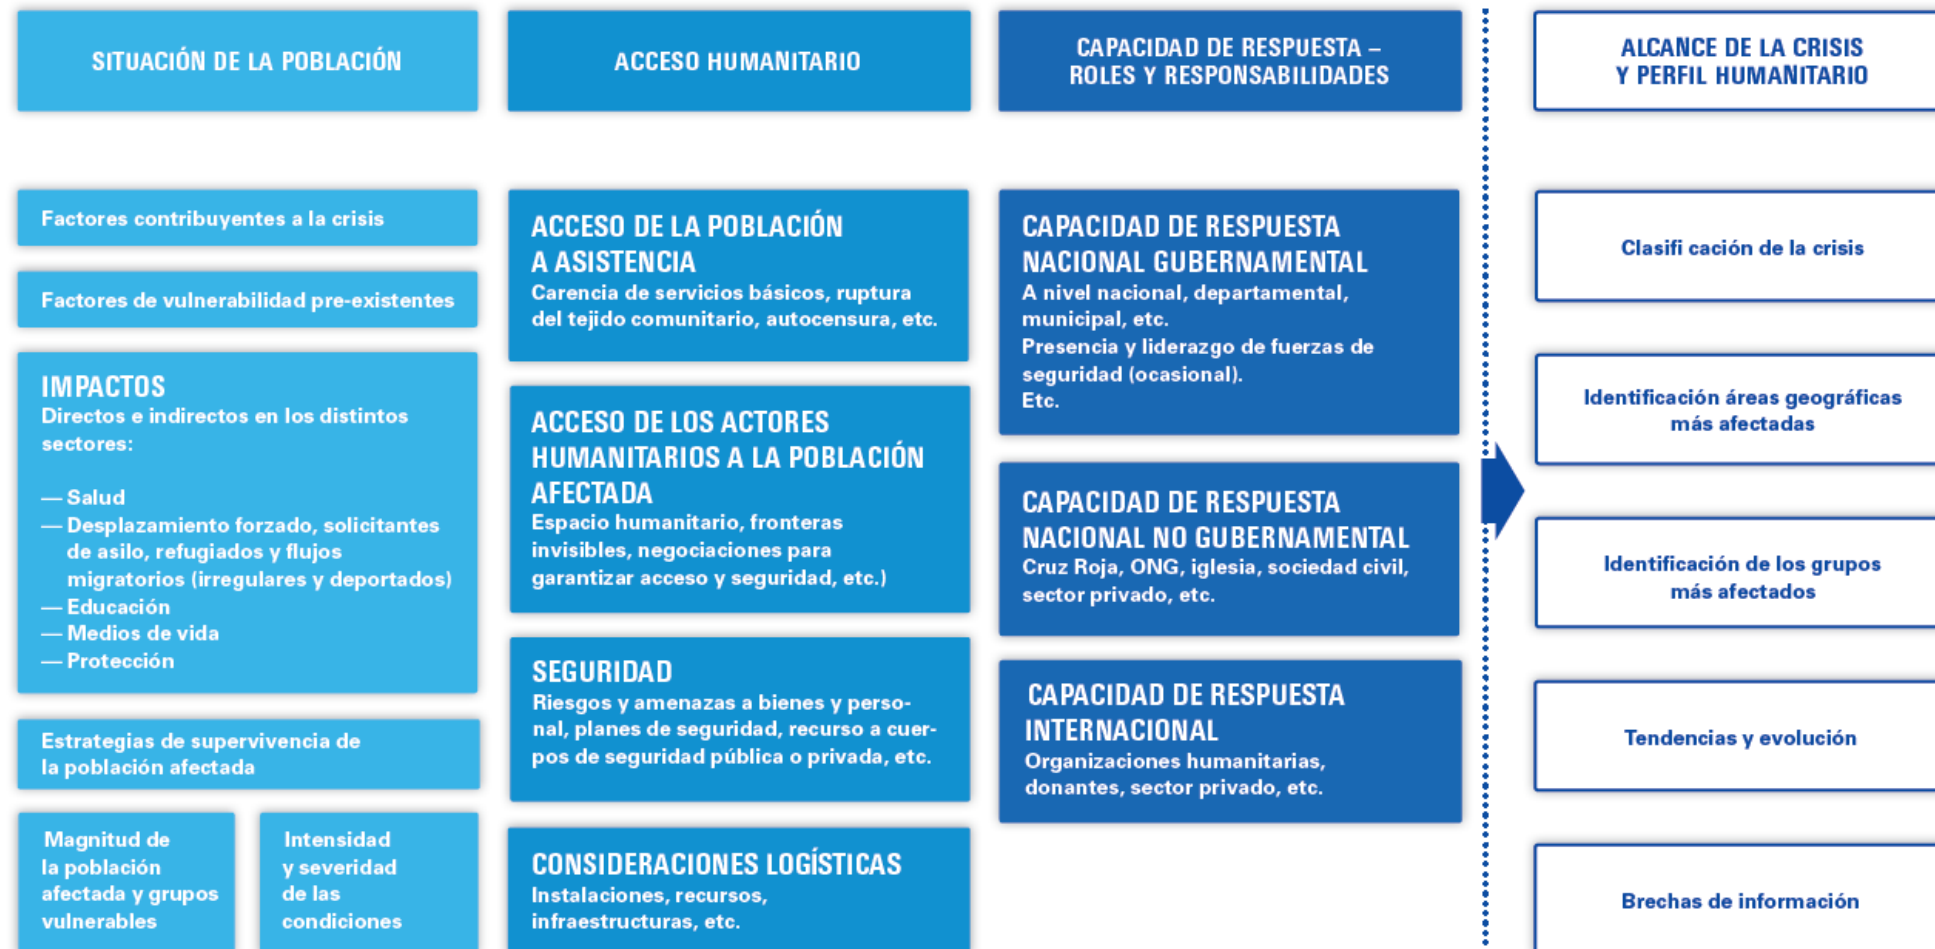 SITUACIÓN DE LA POBLACIÓN
Factores contribuyentes a la crisis
Factores de vulnerabilidad pre-existentes
IMPACTOS
Directos e indirectos en los distintos
sectores:
— Salud
— Desplazamiento forzado, solicitantes
de asilo, refugiados y flujos
migratorios (irregulares y deportados)
— Educación
— Medios de vida
— Protección
Estrategias de supervivencia de
la población afectada
Magnitud de
la población
afectada y grupos
vulnerables
Intensidad
y severidad
de las
condiciones
ACCESO HUMANITARIO
ACCESO DE LA POBLACIÓN
A ASISTENCIA
Carencia de servicios básicos, ruptura
del tejido comunitario, autocensura, etc.
ACCESO DE LOS ACTORES
HUMANITARIOS A LA POBLACIÓN
AFECTADA
Espacio humanitario, fronteras
invisibles, negociaciones para
garantizar acceso y seguridad, etc.)
SEGURIDAD
Riesgos y amenazas a bienes y perso-
nal, planes de seguridad, recurso a cuer-
pos de seguridad pública o privada, etc.
CONSIDERACIONES LOGÍSTICAS
Instalaciones, recursos,
infraestructuras, etc.
CAPACIDAD DE RESPUESTA –
ROLES Y RESPONSABILIDADES
CAPACIDAD DE RESPUESTA
NACIONAL GUBERNAMENTAL
A nivel nacional, departamental,
municipal, etc.
Presencia y liderazgo de fuerzas de
seguridad (ocasional).
Etc.
CAPACIDAD DE RESPUESTA
NACIONAL NO GUBERNAMENTAL
Cruz Roja, ONG, iglesia, sociedad civil,
sector privado, etc.
CAPACIDAD DE RESPUESTA
INTERNACIONAL
Organizaciones humanitarias,
donantes, sector privado, etc.
ALCANCE DE LA CRISIS
Y PERFIL HUMANITARIO
Clasifi cación de la crisis
Identificación áreas geográficas
más afectadas
Identificación de los grupos
más afectados
Tendencias y evolución
Brechas de información